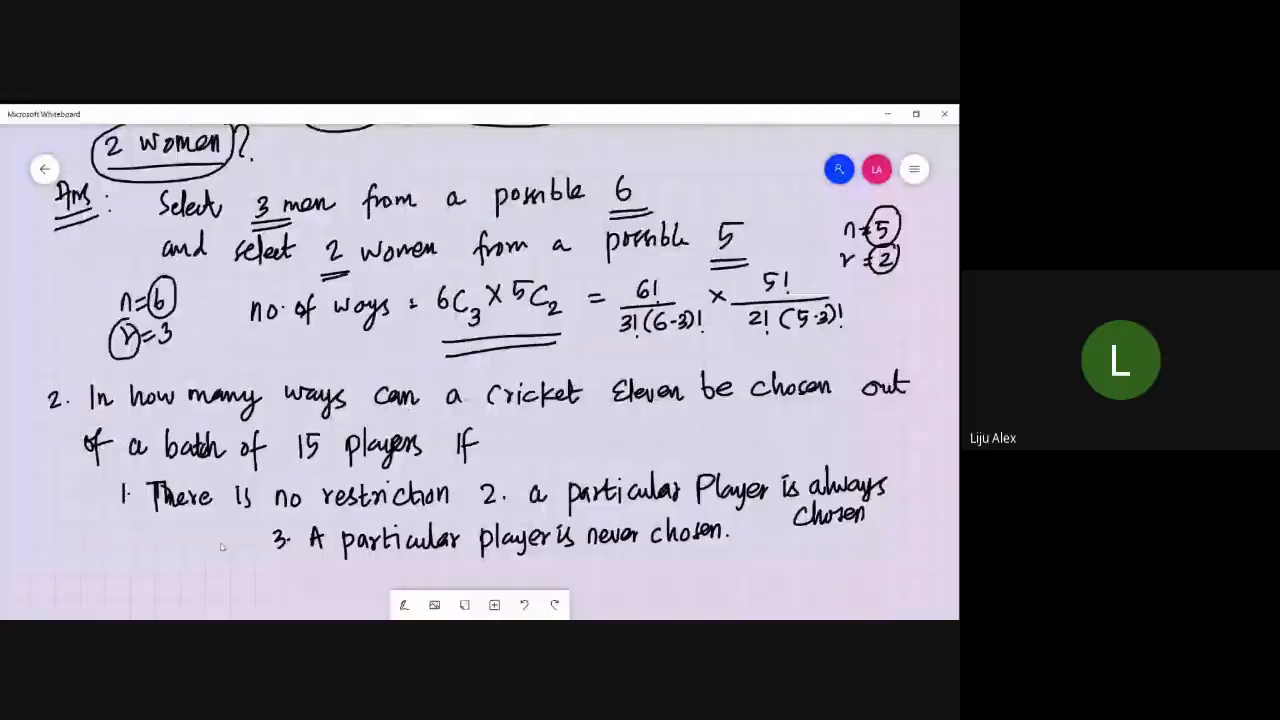 Microsoft Whiteboard
2 women)?
Ans : Select 3 men from a possible 6
and select 2 women from a possible 5
n=5
r=2
n=6
r=3
no. of ways = 6C3 X 5C2 = 6!/3!(6-3)! × 5!/2!(5-2)!
2. In how many ways can a cricket Eleven be chosen out
of a batch of 15 players If
1. There is no restriction 2. a particular Player is always
chosen
3. A particular player is never chosen.
LA
L
Liju Alex